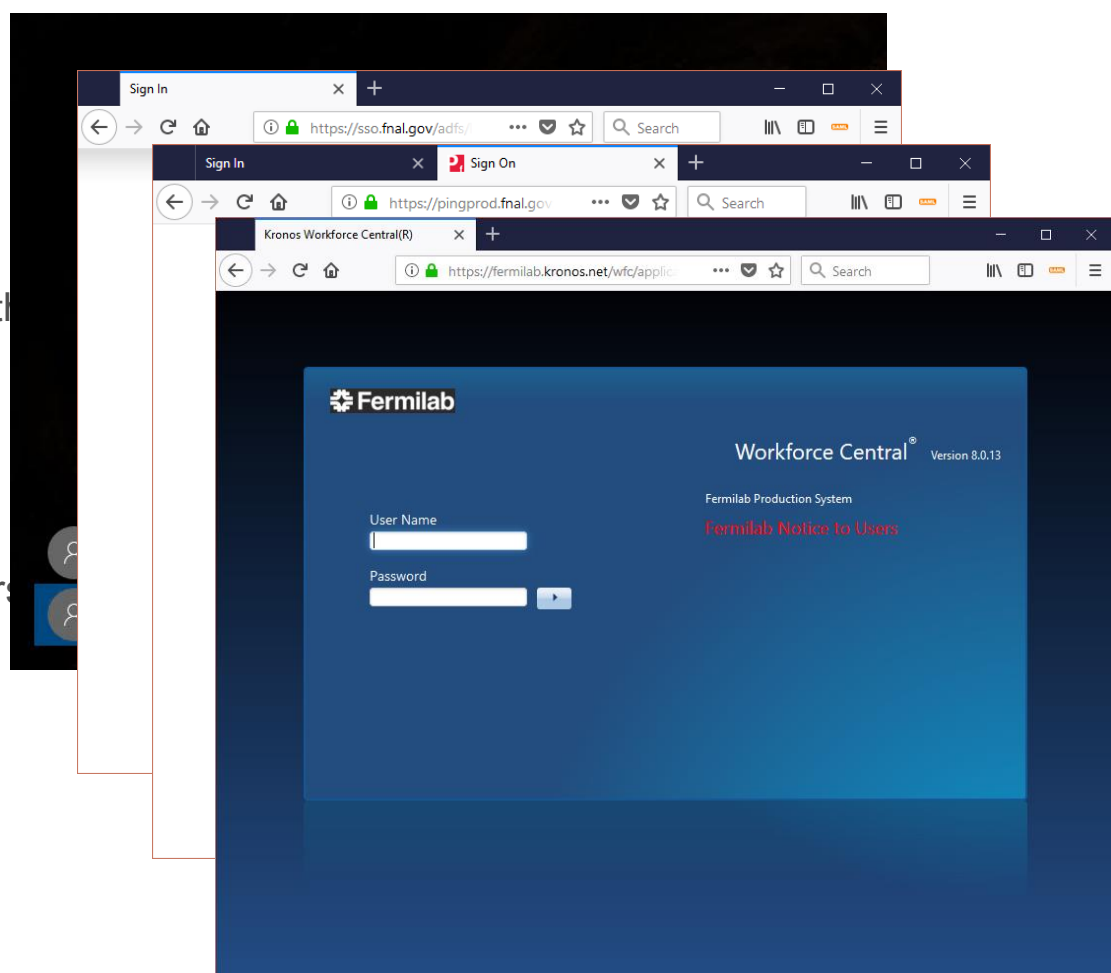 Sign In
https://sso.fnal.gov/adfs/
Search
Sign In
Sign On
https://pingprod.fnal.gov
Search
Kronos Workforce Central(R)
https://fermilab.kronos.net/wfc/applica
Search
Fermilab
Workforce Central® Version 8.0.13
Fermilab Production System
Fermilab Notice to Users
User Name
Password